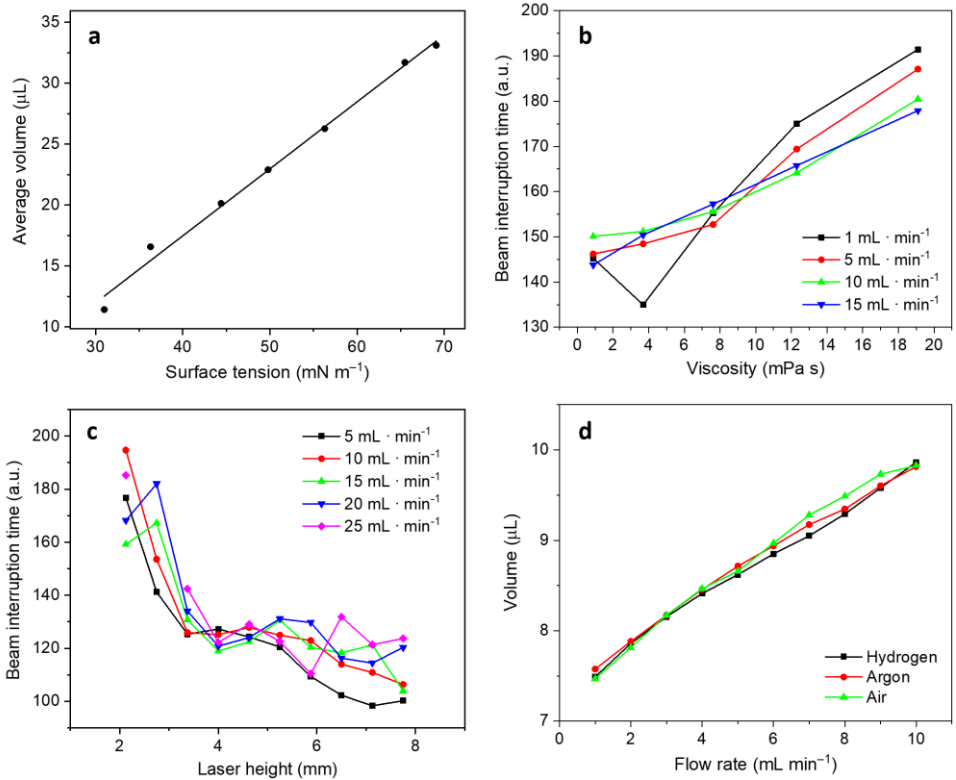 a
Average volume (μL)
35
30
25
20
15
10
30
40
50
60
70
Surface tension (mN m⁻¹)
b
Beam interruption time (a.u.)
200
190
180
170
160
150
140
130
0
2
4
6
8
10
12
14
16
18
20
Viscosity (mPa s)
1 mL · min⁻¹
5 mL · min⁻¹
10 mL · min⁻¹
15 mL · min⁻¹
c
Beam interruption time (a.u.)
200
180
160
140
120
100
2
4
6
8
Laser height (mm)
5 mL · min⁻¹
10 mL · min⁻¹
15 mL · min⁻¹
20 mL · min⁻¹
25 mL · min⁻¹
d
Volume (μL)
10
9
8
7
0
2
4
6
8
10
Flow rate (mL min⁻¹)
Hydrogen
Argon
Air